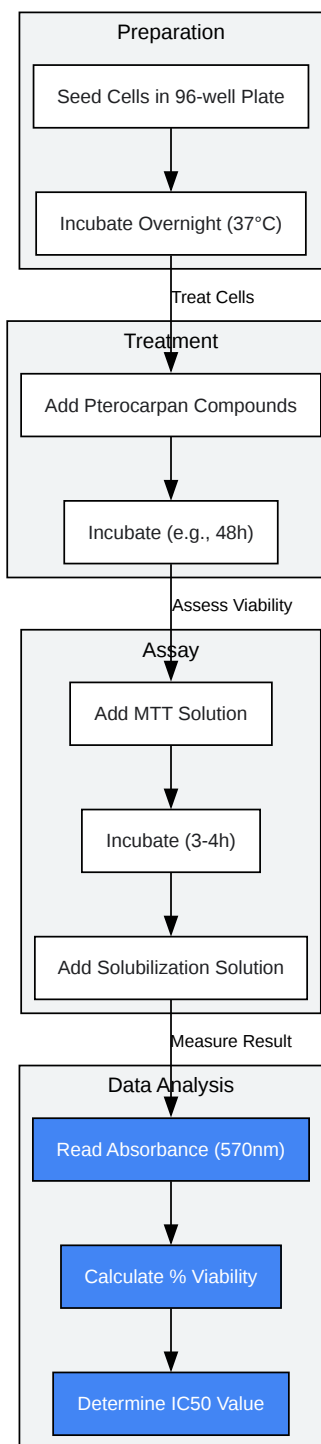 Preparation
Seed Cells in 96-well Plate
Incubate Overnight (37°C)
Treat Cells
Treatment
Add Pterocarpan Compounds
Incubate (e.g., 48h)
Assess Viability
Assay
Add MTT Solution
Incubate (3-4h)
Add Solubilization Solution
Measure Result
Data Analysis
Read Absorbance (570nm)
Calculate % Viability
Determine IC50 Value